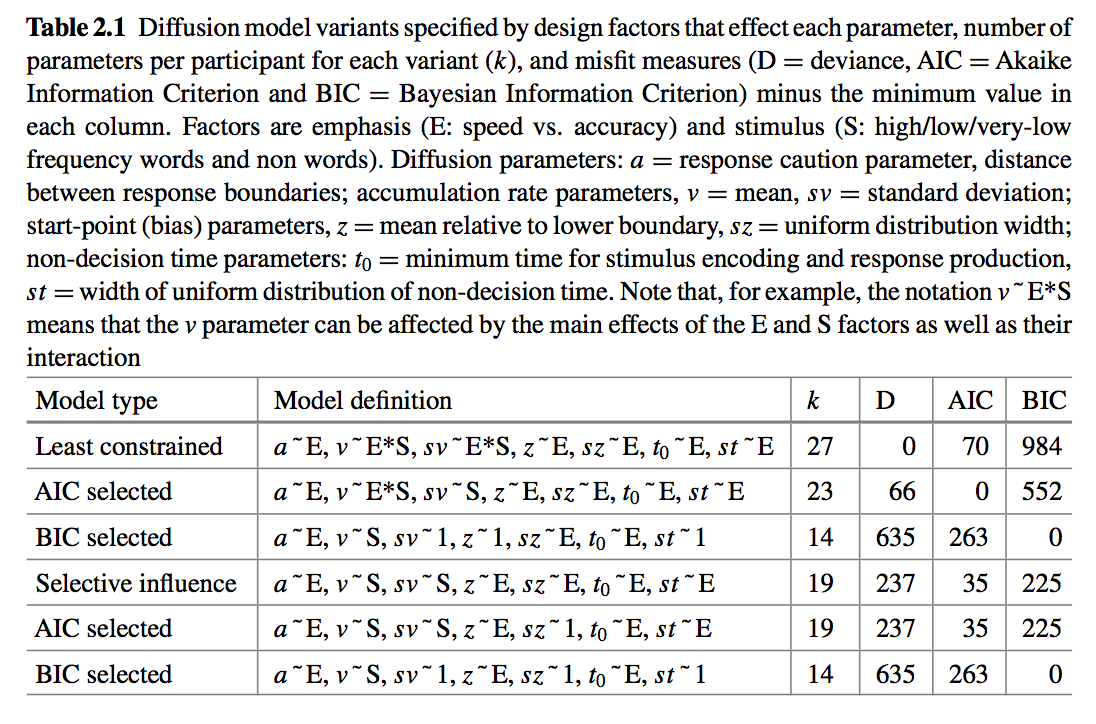 Table 2.1 Diffusion model variants specified by design factors that effect each parameter, number of
parameters per participant for each variant (k), and misfit measures (D = deviance, AIC = Akaike
Information Criterion and BIC = Bayesian Information Criterion) minus the minimum value in
each column. Factors are emphasis (E: speed vs. accuracy) and stimulus (S: high/low/very-low
frequency words and non words). Diffusion parameters: a = response caution parameter, distance
between response boundaries; accumulation rate parameters, v = mean, sv = standard deviation;
start-point (bias) parameters, z = mean relative to lower boundary, sz = uniform distribution width;
non-decision time parameters: t0 = minimum time for stimulus encoding and response production,
st = width of uniform distribution of non-decision time. Note that, for example, the notation v ~ E*S
means that the v parameter can be affected by the main effects of the E and S factors as well as their
interaction
Model type Model definition k D AIC BIC
Least constrained a ~ E, v ~ E*S, sv ~ E*S, z ~ E, sz ~ E, t0 ~ E, st ~ E 27 0 70 984
AIC selected a ~ E, v ~ E*S, sv ~ S, z ~ E, sz ~ E, t0 ~ E, st ~ E 23 66 0 552
BIC selected a ~ E, v ~ S, sv ~ 1, z ~ 1, sz ~ E, t0 ~ E, st ~ 1 14 635 263 0
Selective influence a ~ E, v ~ S, sv ~ S, z ~ E, sz ~ E, t0 ~ E, st ~ E 19 237 35 225
AIC selected a ~ E, v ~ S, sv ~ S, z ~ E, sz ~ 1, t0 ~ E, st ~ E 19 237 35 225
BIC selected a ~ E, v ~ S, sv ~ 1, z ~ E, sz ~ 1, t0 ~ E, st ~ 1 14 635 263 0